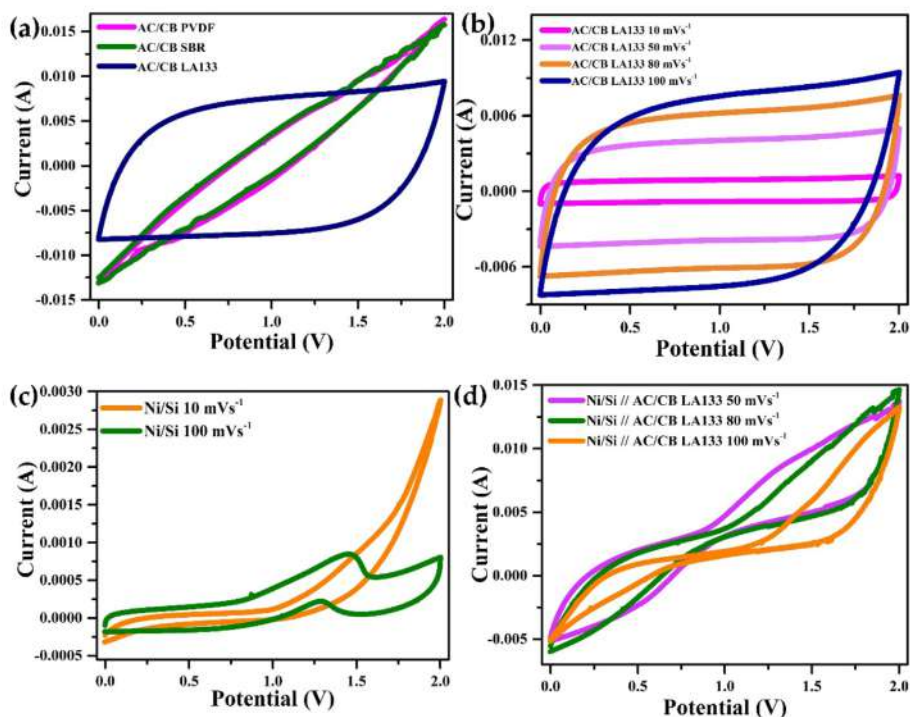 (a)
AC/CB PVDF
AC/CB SBR
AC/CB LA133
0.015
0.010
0.005
0.000
-0.005
-0.010
-0.015
Current (A)
0.0 0.5 1.0 1.5 2.0
Potential (V)
(b)
AC/CB LA133 10 mVs⁻¹
AC/CB LA133 50 mVs⁻¹
AC/CB LA133 80 mVs⁻¹
AC/CB LA133 100 mVs⁻¹
0.012
0.006
0.000
-0.006
Current (A)
0.0 0.5 1.0 1.5 2.0
Potential (V)
(c)
Ni/Si 10 mVs⁻¹
Ni/Si 100 mVs⁻¹
0.0030
0.0025
0.0020
0.0015
0.0010
0.0005
0.0000
-0.0005
Current (A)
0.0 0.5 1.0 1.5 2.0
Potential (V)
(d)
Ni/Si // AC/CB LA133 50 mVs⁻¹
Ni/Si // AC/CB LA133 80 mVs⁻¹
Ni/Si // AC/CB LA133 100 mVs⁻¹
0.015
0.010
0.005
0.000
-0.005
Current (A)
0.0 0.5 1.0 1.5 2.0
Potential (V)